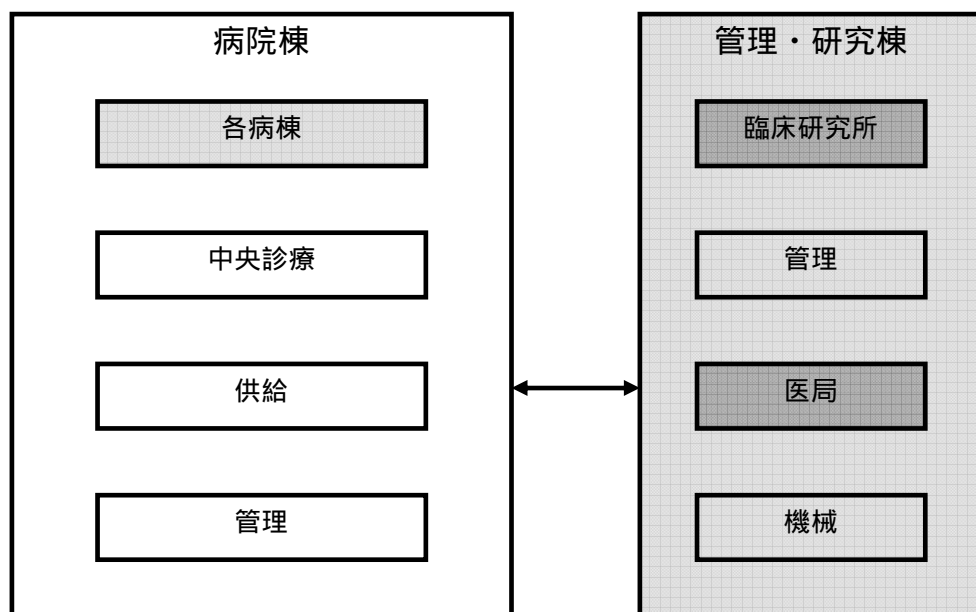 病院棟
各病棟
中央診療
供給
管理
管理・研究棟
臨床研究所
管理
医局
機械